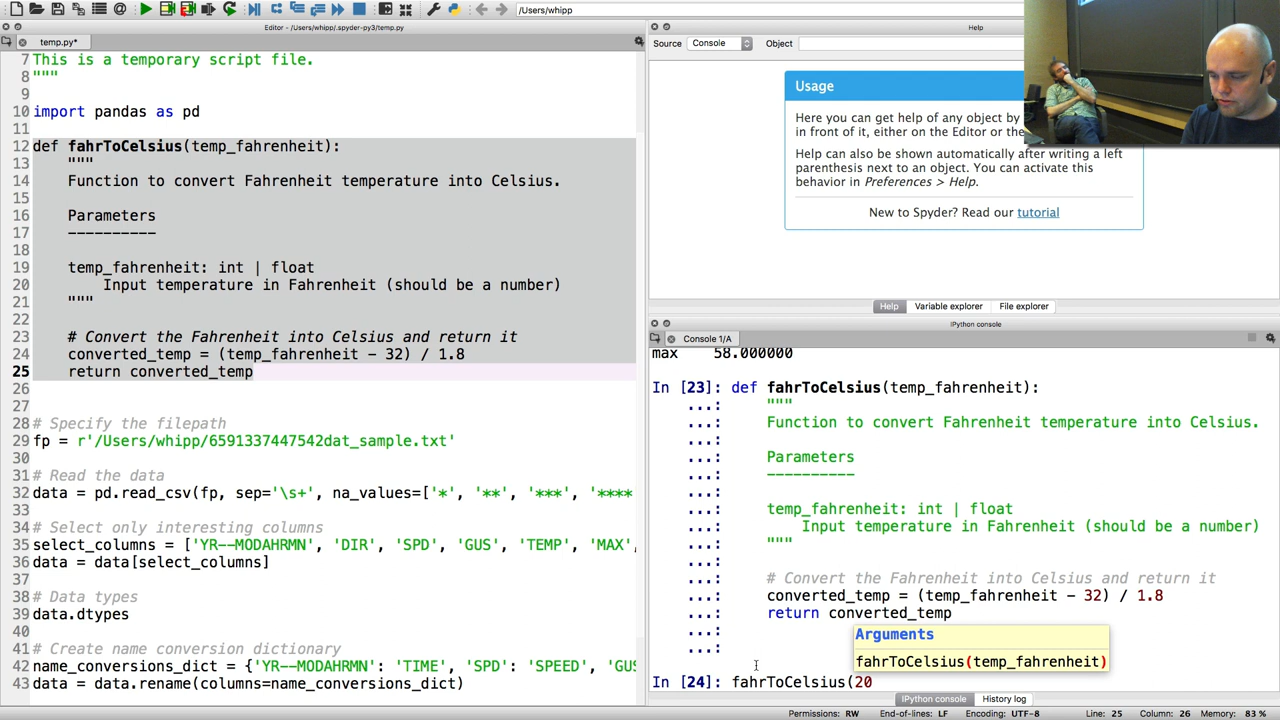 /Users/whipp
Editor - /Users/whipp/.spyder-py3/temp.py
temp.py*
7 This is a temporary script file.
8 """
9
10 import pandas as pd
11
12 def fahrToCelsius(temp_fahrenheit):
13 """
14 Function to convert Fahrenheit temperature into Celsius.
15
16 Parameters
17 ----------
18
19 temp_fahrenheit: int | float
20 Input temperature in Fahrenheit (should be a number)
21 """
22
23 # Convert the Fahrenheit into Celsius and return it
24 converted_temp = (temp_fahrenheit - 32) / 1.8
25 return converted_temp
26
27
28 # Specify the filepath
29 fp = r'/Users/whipp/6591337447542dat_sample.txt'
30
31 # Read the data
32 data = pd.read_csv(fp, sep='\s+', na_values=['*', '**', '***', '****
33
34 # Select only interesting columns
35 select_columns = ['YR--MODAHRMN', 'DIR', 'SPD', 'GUS', 'TEMP', 'MAX',
36 data = data[select_columns]
37
38 # Data types
39 data.dtypes
40
41 # Create name conversion dictionary
42 name_conversions_dict = {'YR--MODAHRMN': 'TIME', 'SPD': 'SPEED', 'GUS
43 data = data.rename(columns=name_conversions_dict)
Help
Source Console Object
Usage
Here you can get help of any object by
in front of it, either on the Editor or the
Help can also be shown automatically after writing a left
parenthesis next to an object. You can activate this
behavior in Preferences > Help.
New to Spyder? Read our tutorial
Help Variable explorer File explorer
IPython console
Console 1/A
max 58.000000
In [23]: def fahrToCelsius(temp_fahrenheit):
...: """
...: Function to convert Fahrenheit temperature into Celsius.
...:
...: Parameters
...: ----------
...:
...: temp_fahrenheit: int | float
...: Input temperature in Fahrenheit (should be a number)
...: """
...:
...: # Convert the Fahrenheit into Celsius and return it
...: converted_temp = (temp_fahrenheit - 32) / 1.8
...: return converted_temp
...:
...:
Arguments
fahrToCelsius(temp_fahrenheit)
In [24]: fahrToCelsius(20
IPython console History log
Permissions: RW End-of-lines: LF Encoding: UTF-8 Line: 25 Column: 26 Memory: 83 %